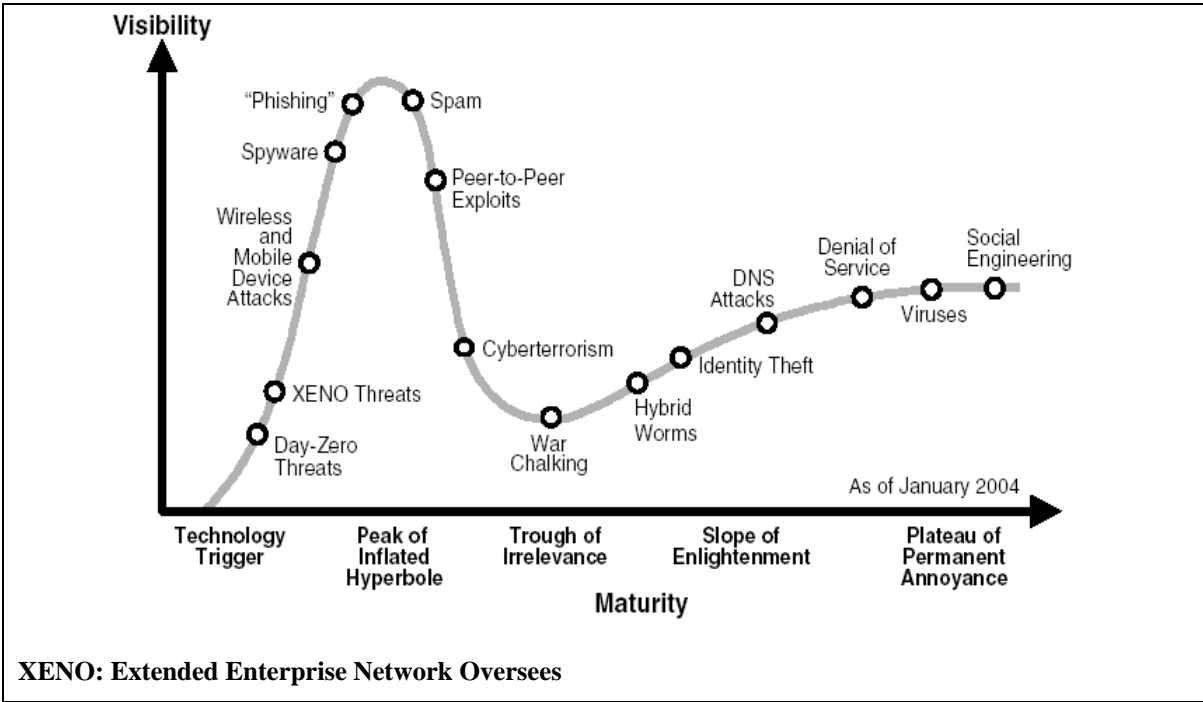 Visibility
“Phishing”
Spam
Spyware
Peer-to-Peer
Exploits
Wireless
and
Mobile
Device
Attacks
XENO Threats
Day-Zero
Threats
Cyberterrorism
War
Chalking
Hybrid
Worms
Identity Theft
DNS
Attacks
Denial of
Service
Viruses
Social
Engineering
As of January 2004
Technology
Trigger
Peak of
Inflated
Hyperbole
Trough of
Irrelevance
Slope of
Enlightenment
Plateau of
Permanent
Annoyance
Maturity
XENO: Extended Enterprise Network Oversees